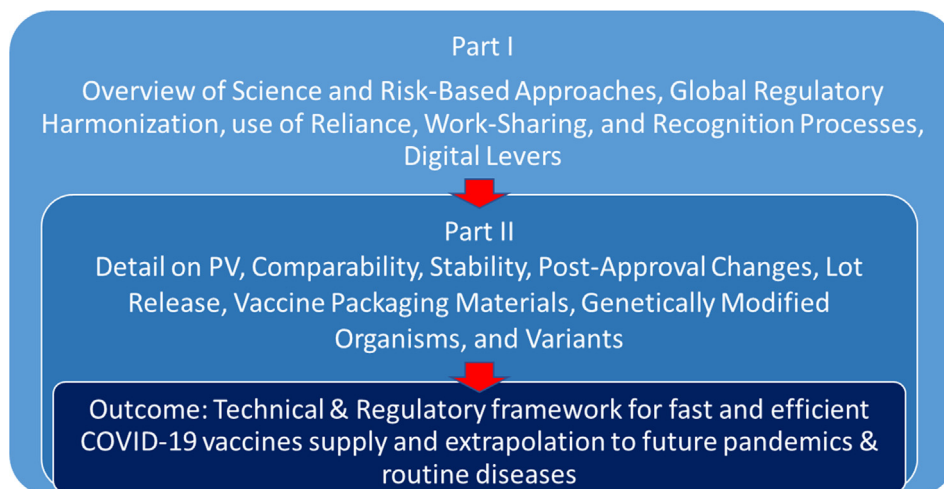 Part I
Overview of Science and Risk-Based Approaches, Global Regulatory
Harmonization, use of Reliance, Work-Sharing, and Recognition Processes,
Digital Levers
Part II
Detail on PV, Comparability, Stability, Post-Approval Changes, Lot
Release, Vaccine Packaging Materials, Genetically Modified
Organisms, and Variants
Outcome: Technical & Regulatory framework for fast and efficient
COVID-19 vaccines supply and extrapolation to future pandemics &
routine diseases